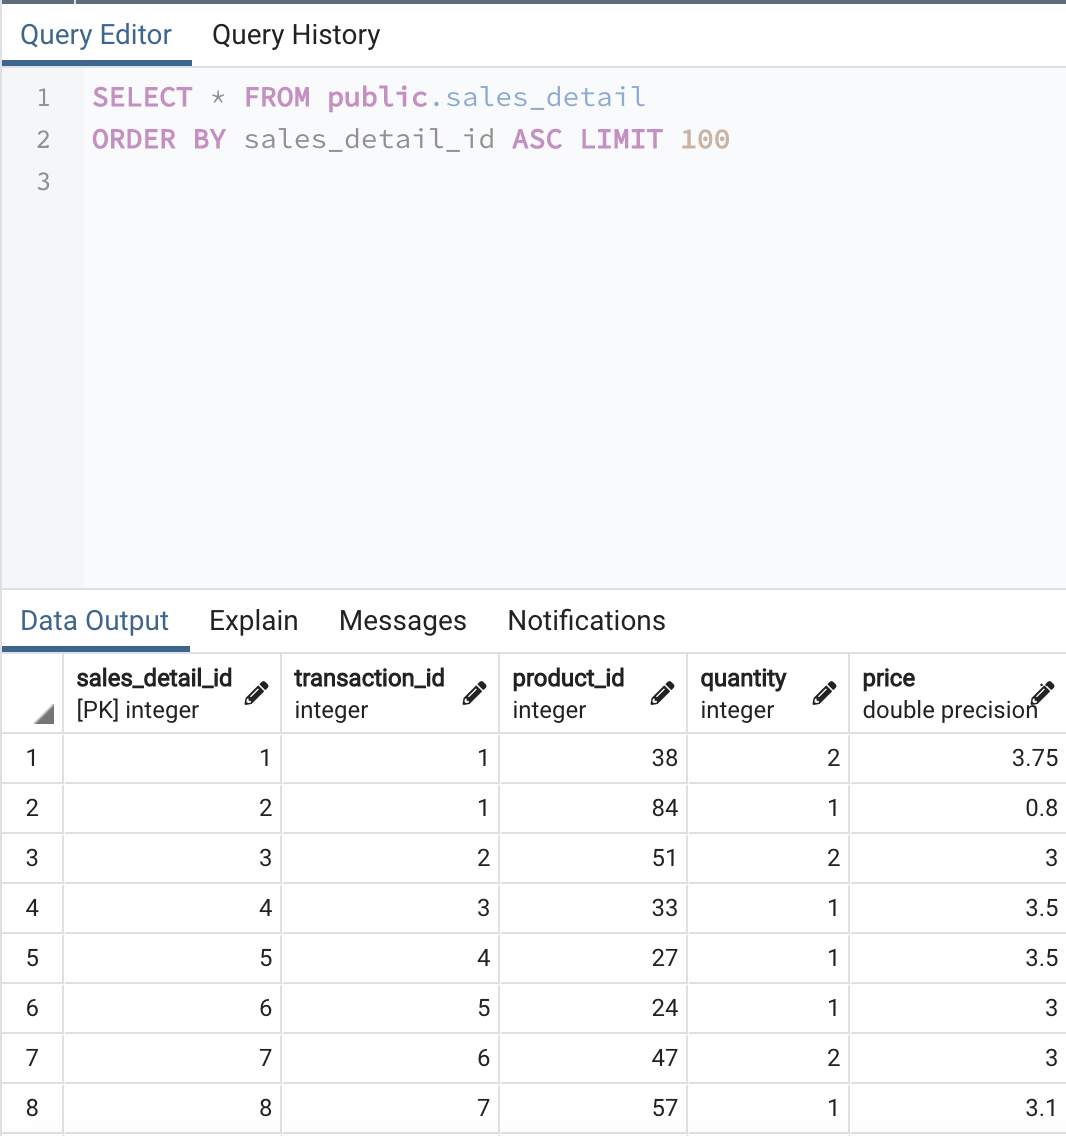 Query Editor Query History
1 SELECT * FROM public.sales_detail
2 ORDER BY sales_detail_id ASC LIMIT 100
3
Data Output Explain Messages Notifications
sales_detail_id transaction_id product_id quantity price
[PK] integer integer integer integer double precision
1 1 1 38 2 3.75
2 2 1 84 1 0.8
3 3 2 51 2 3
4 4 3 33 1 3.5
5 5 4 27 1 3.5
6 6 5 24 1 3
7 7 6 47 2 3
8 8 7 57 1 3.1